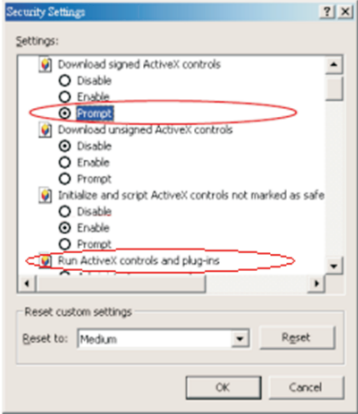 Security Settings
Settings:
Download signed ActiveX controls
Disable
Enable
Prompt
Download unsigned ActiveX controls
Disable
Enable
Prompt
Initialize and script ActiveX controls not marked as safe
Disable
Enable
Prompt
Run ActiveX controls and plug-ins
Reset custom settings
Reset to: Medium Reset
OK Cancel